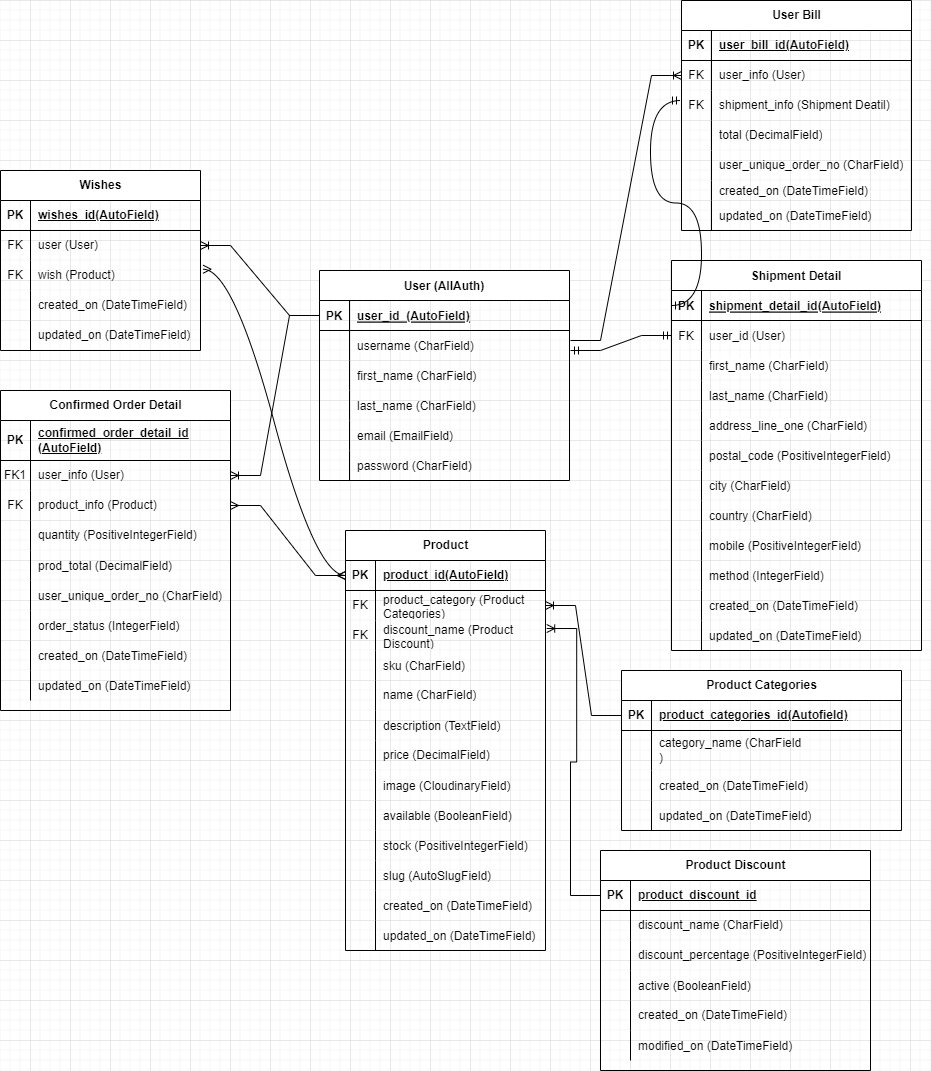 User Bill
PK user_bill_id(AutoField)
FK user_info (User)
FK shipment_info (Shipment Deatil)
total (DecimalField)
user_unique_order_no (CharField)
created_on (DateTimeField)
updated_on (DateTimeField)
Wishes
PK wishes_id(AutoField)
FK user (User)
FK wish (Product)
created_on (DateTimeField)
updated_on (DateTimeField)
User (AllAuth)
PK user_id (AutoField)
username (CharField)
first_name (CharField)
last_name (CharField)
email (EmailField)
password (CharField)
Shipment Detail
PK shipment_detail_id(AutoField)
FK user_id (User)
first_name (CharField)
last_name (CharField)
address_line_one (CharField)
postal_code (PositiveIntegerField)
city (CharField)
country (CharField)
mobile (PositiveIntegerField)
method (IntegerField)
created_on (DateTimeField)
updated_on (DateTimeField)
Confirmed Order Detail
PK confirmed_order_detail_id
(AutoField)
FK1 user_info (User)
FK product_info (Product)
quantity (PositiveIntegerField)
prod_total (DecimalField)
user_unique_order_no (CharField)
order_status (IntegerField)
created_on (DateTimeField)
updated_on (DateTimeField)
Product
PK product_id(AutoField)
FK product_category (Product
Categories)
FK discount_name (Product
Discount)
sku (CharField)
name (CharField)
description (TextField)
price (DecimalField)
image (CloudinaryField)
available (BooleanField)
stock (PositiveIntegerField)
slug (AutoSlugField)
created_on (DateTimeField)
updated_on (DateTimeField)
Product Categories
PK product_categories_id(Autofield)
category_name (CharField
)
created_on (DateTimeField)
updated_on (DateTimeField)
Product Discount
PK product_discount_id
discount_name (CharField)
discount_percentage (PositiveIntegerField)
active (BooleanField)
created_on (DateTimeField)
modified_on (DateTimeField)